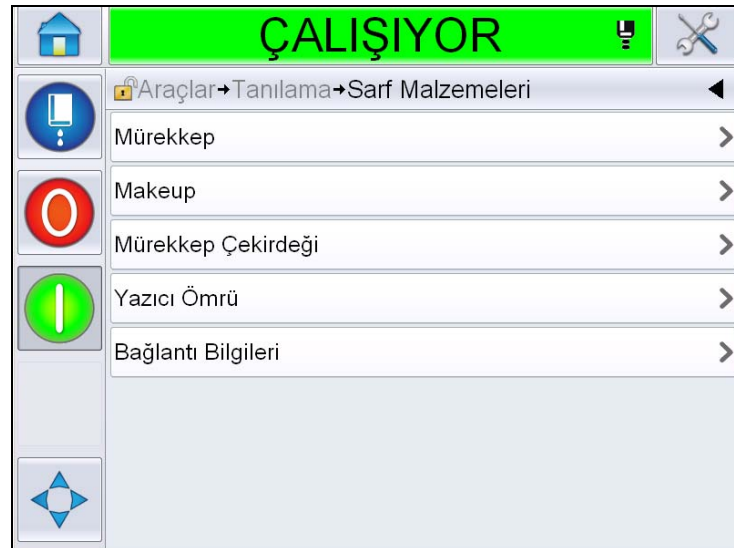 ÇALIŞIYOR
Araçlar→Tanılama→Sarf Malzemeleri
Mürekkep
Makeup
Mürekkep Çekirdeği
Yazıcı Ömrü
Bağlantı Bilgileri